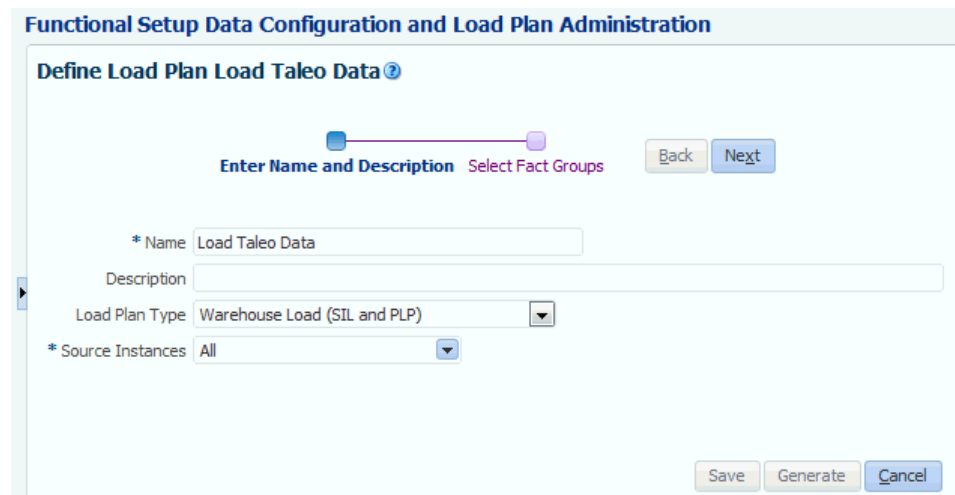 Functional Setup Data Configuration and Load Plan Administration
Define Load Plan Load Taleo Data ?
Enter Name and Description Select Fact Groups
Back Next
* Name Load Taleo Data
Description
Load Plan Type Warehouse Load (SIL and PLP)
* Source Instances All
Save Generate Cancel